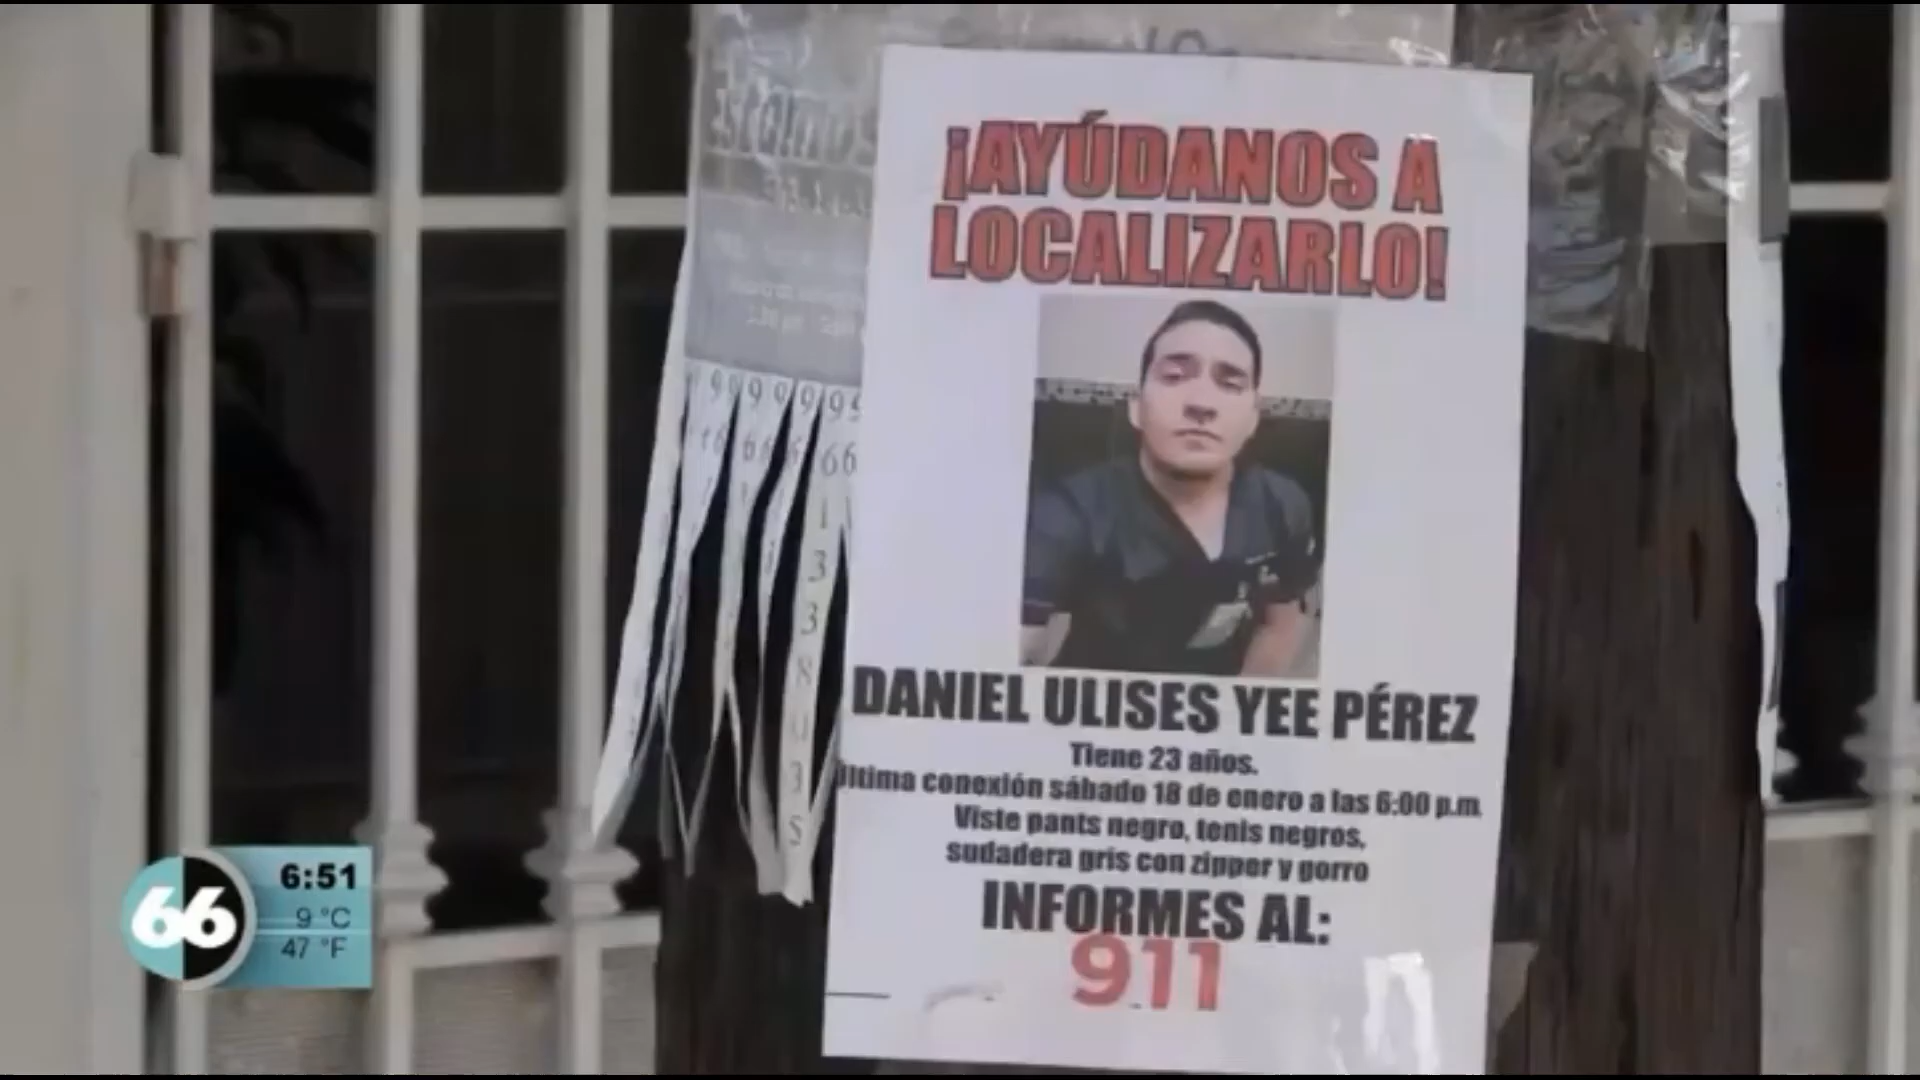 ¡AYÚDANOS A
LOCALIZARLO!
DANIEL ULISES YEE PÉREZ
Tiene 23 años.
Última conexión sábado 18 de enero a las 6:00 p.m.
Viste pants negro, tenis negros,
sudadera gris con zipper y gorro
INFORMES AL:
911
66
6:51
9 °C
47 °F